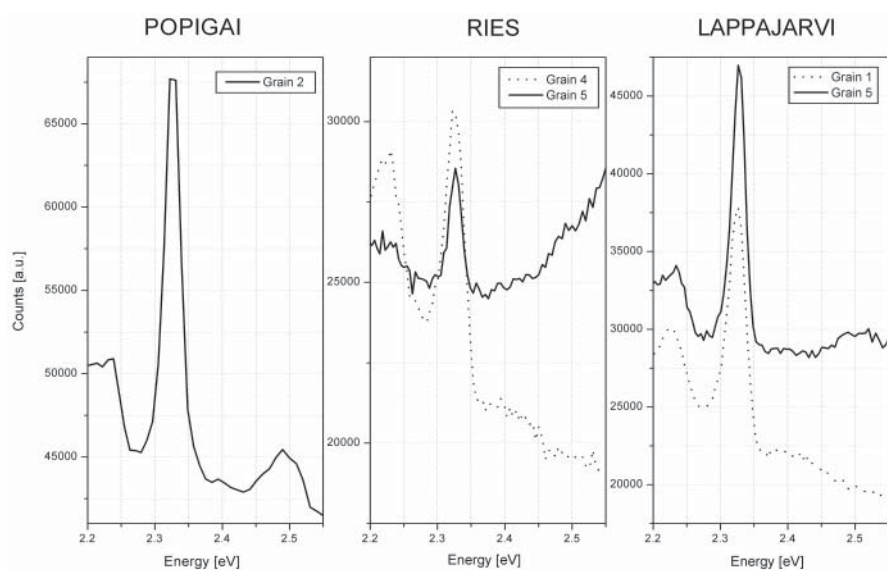 POPIGAI
RIES
LAPPAJARVI
Counts [a.u.]
Grain 2
65000
60000
55000
50000
45000
2.2 2.3 2.4 2.5
Energy [eV]
Grain 4
Grain 5
30000
25000
20000
2.2 2.3 2.4 2.5
Energy [eV]
Grain 1
Grain 5
45000
40000
35000
30000
25000
20000
2.2 2.3 2.4 2.5
Energy [eV]